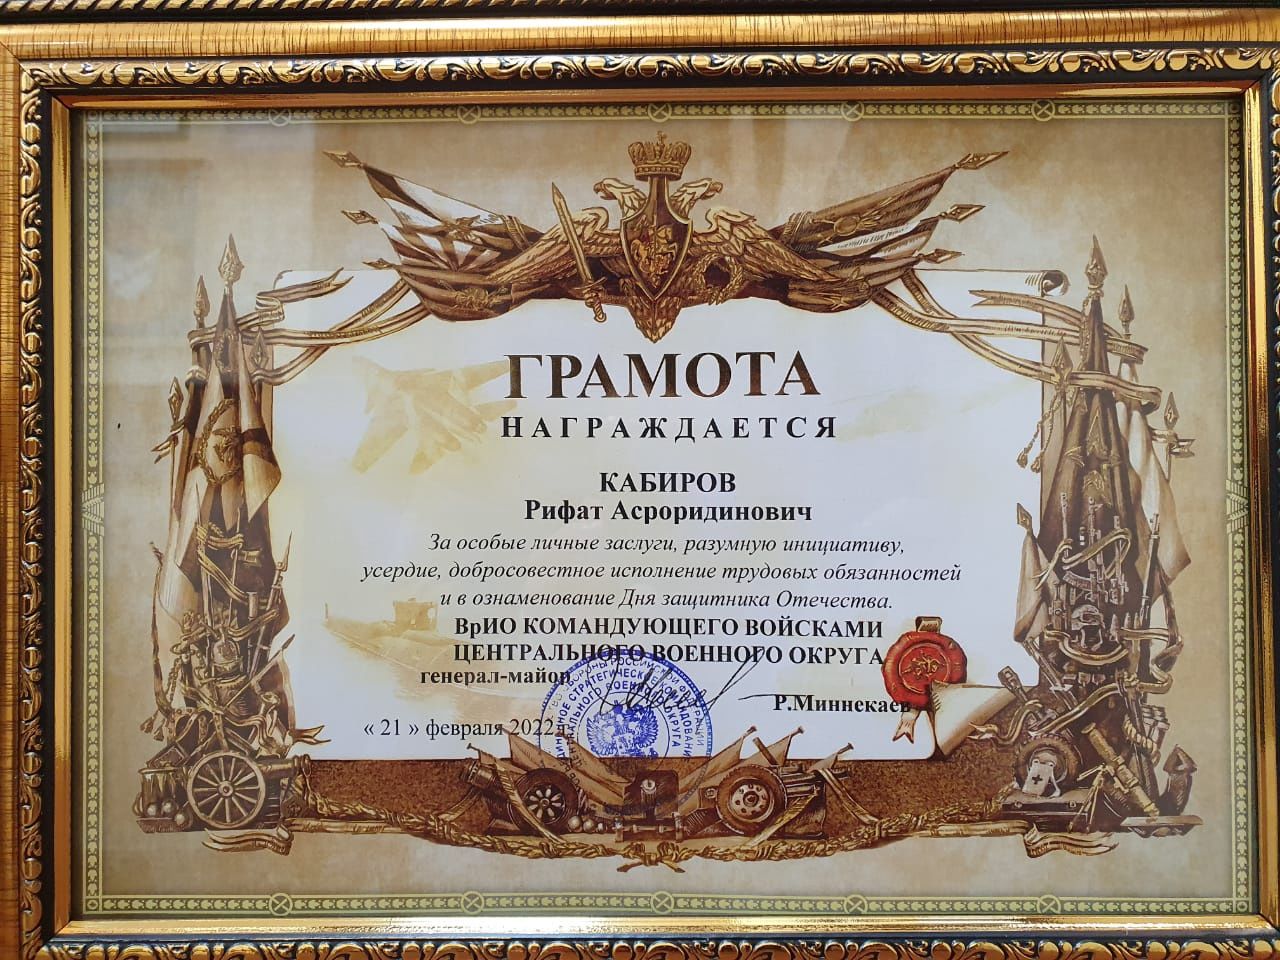 ГРАМОТА
НАГРАЖДАЕТСЯ
КАБИРОВ
Рифат Асроридинович
За особые личные заслуги, разумную инициативу,
усердие, добросовестное исполнение трудовых обязанностей
и в ознаменование Дня защитника Отечества.
ВрИО КОМАНДУЮЩЕГО ВОЙСКАМИ
ЦЕНТРАЛЬНОГО ВОЕННОГО ОКРУГА
генерал-майор
Р.Миннекаев
« 21 » февраля 2022 г.